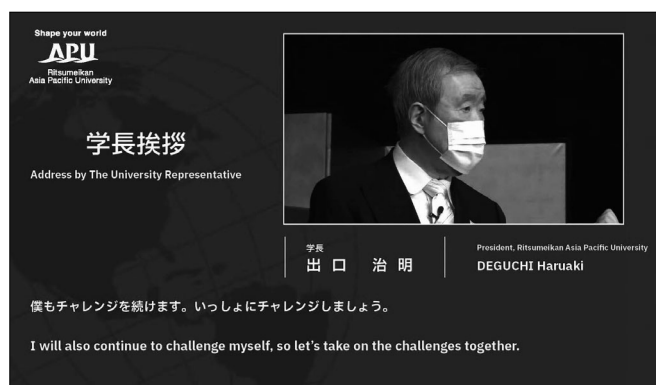 Shape your world
APU
Ritsumeikan
Asia Pacific University
学長挨拶
Address by The University Representative
学長
出口 治明
President, Ritsumeikan Asia Pacific University
DEGUCHI Haruaki
僕もチャレンジを続けます。いっしょにチャレンジしましょう。
I will also continue to challenge myself, so let's take on the challenges together.